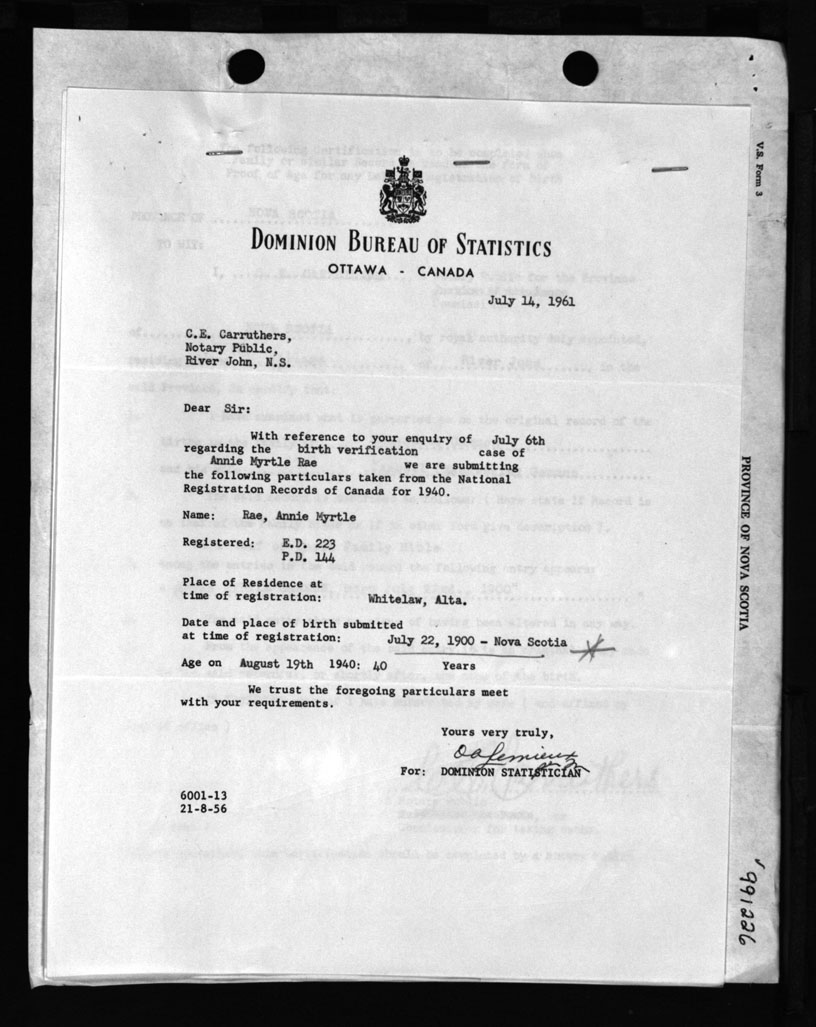 DOMINION BUREAU OF STATISTICS
OTTAWA - CANADA
July 14, 1961
C.E. Carruthers,
Notary Public,
River John, N.S.
Dear Sir:
With reference to your enquiry of July 6th
regarding the birth verification case of
Annie Myrtle Rae we are submitting
the following particulars taken from the National
Registration Records of Canada for 1940.
Name: Rae, Annie Myrtle
Registered: E.D. 223
P.D. 144
Place of Residence at
time of registration: Whitelaw, Alta.
Date and place of birth submitted
at time of registration: July 22, 1900 - Nova Scotia
Age on August 19th 1940: 40 Years
We trust the foregoing particulars meet
with your requirements.
Yours very truly,
For: DOMINION STATISTICIAN
6001-13
21-8-56
V.S. Form 3
PROVINCE OF NOVA SCOTIA
991226